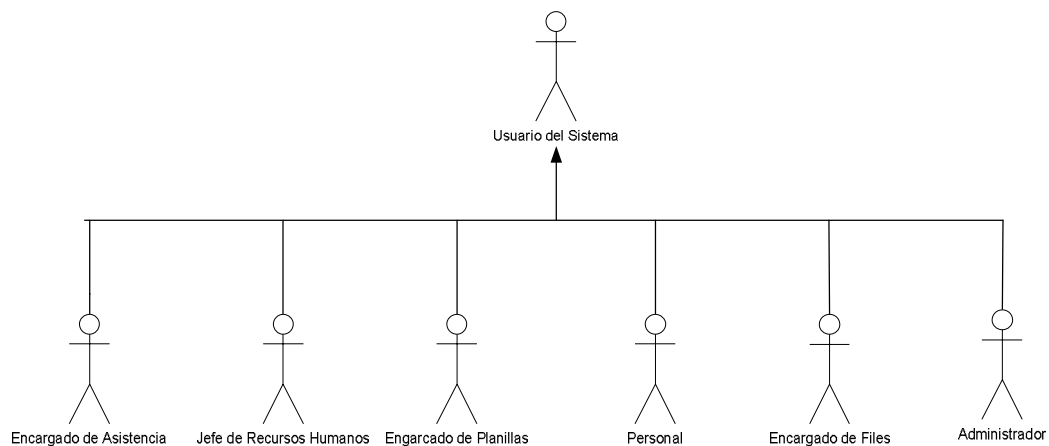 Usuario del Sistema
Encargado de Asistencia
Jefe de Recursos Humanos
Engarcado de Planillas
Personal
Encargado de Files
Administrador